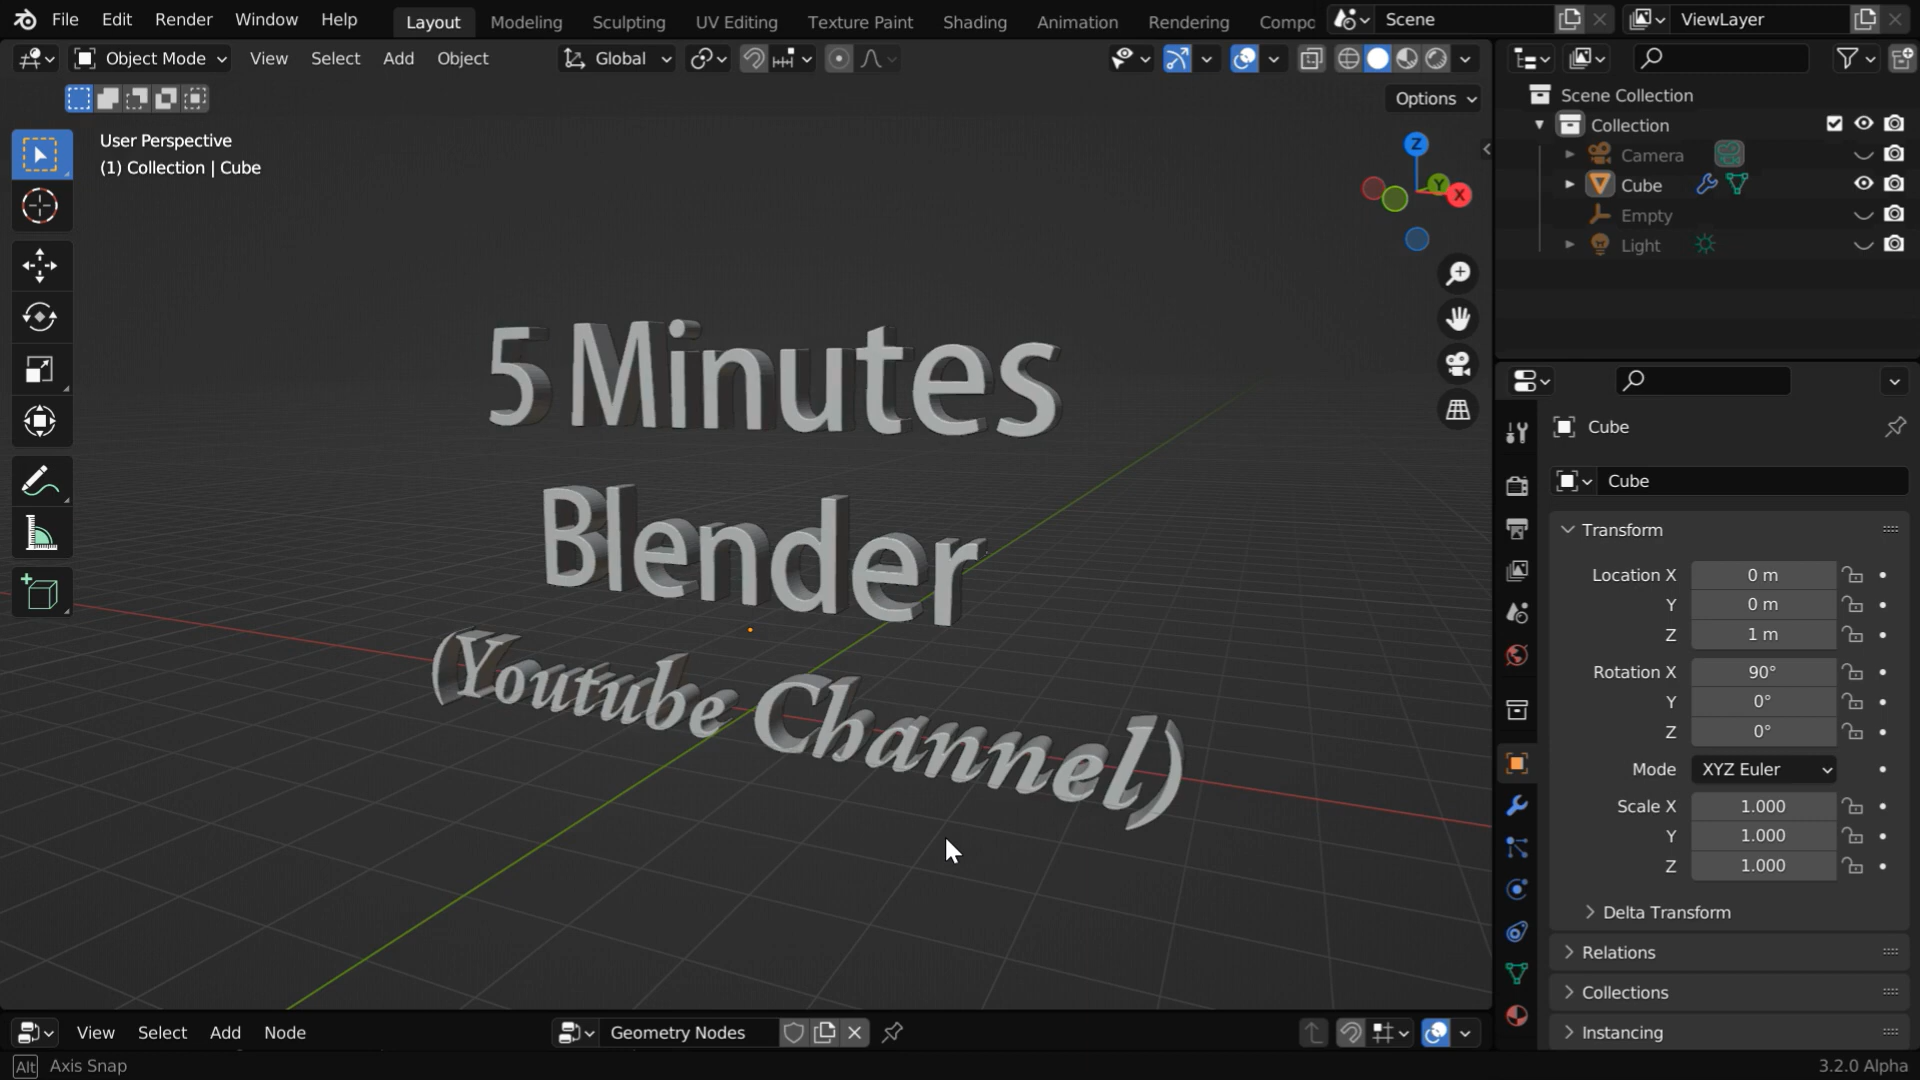 File Edit Render Window Help Layout Modeling Sculpting UV Editing Texture Paint Shading Animation Rendering Compo Scene ViewLayer
Object Mode View Select Add Object Global
Options
User Perspective
(1) Collection | Cube
Z
Y
X
5 Minutes
Blender
(Youtube Channel)
Scene Collection
Collection
Camera
Cube
Empty
Light
Cube
Cube
Transform
Location X 0 m
Y 0 m
Z 1 m
Rotation X 90°
Y 0°
Z 0°
Mode XYZ Euler
Scale X 1.000
Y 1.000
Z 1.000
Delta Transform
Relations
Collections
Instancing
View Select Add Node Geometry Nodes
Alt Axis Snap
3.2.0 Alpha